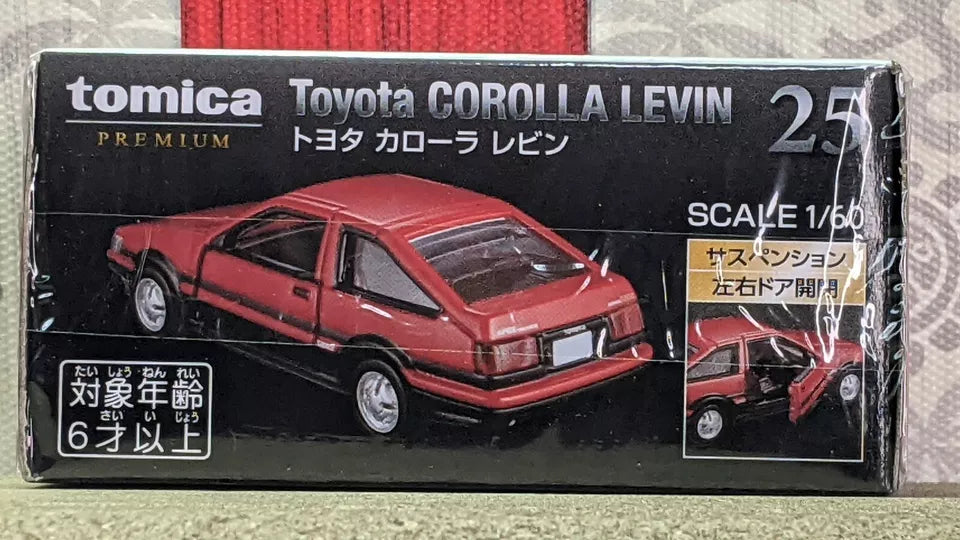 tomica
PREMIUM
Toyota COROLLA LEVIN
トヨタ カローラ レビン
25
SCALE 1/60
サスペンション
左右ドア開閉
たい しょう ねん れい
対象年齢
さい い じょう
6才以上